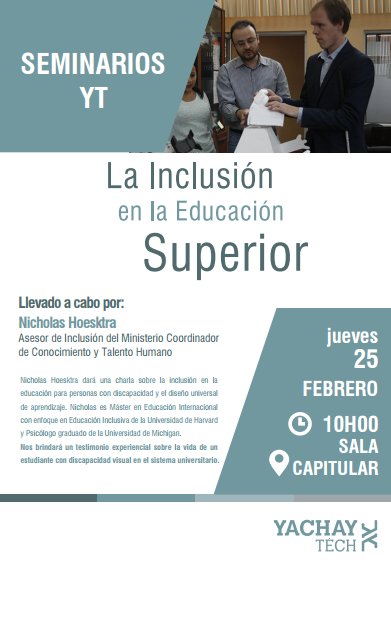 SEMINARIOS
YT
La Inclusión
en la Educación
Superior
Llevado a cabo por:
Nicholas Hoesktra
Asesor de Inclusión del Ministerio Coordinador
de Conocimiento y Talento Humano
Nicholas Hoesktra dará una charla sobre la inclusión en la
educación para personas con discapacidad y el diseño universal
de aprendizaje. Nicholas es Máster en Educación Internacional
con enfoque en Educación Inclusiva de la Universidad de Harvard
y Psicólogo graduado de la Universidad de Michigan.
Nos brindará un testimonio experiencial sobre la vida de un
estudiante con discapacidad visual en el sistema universitario.
jueves
25
FEBRERO
10H00
SALA
CAPITULAR
YACHAY
TÉCH